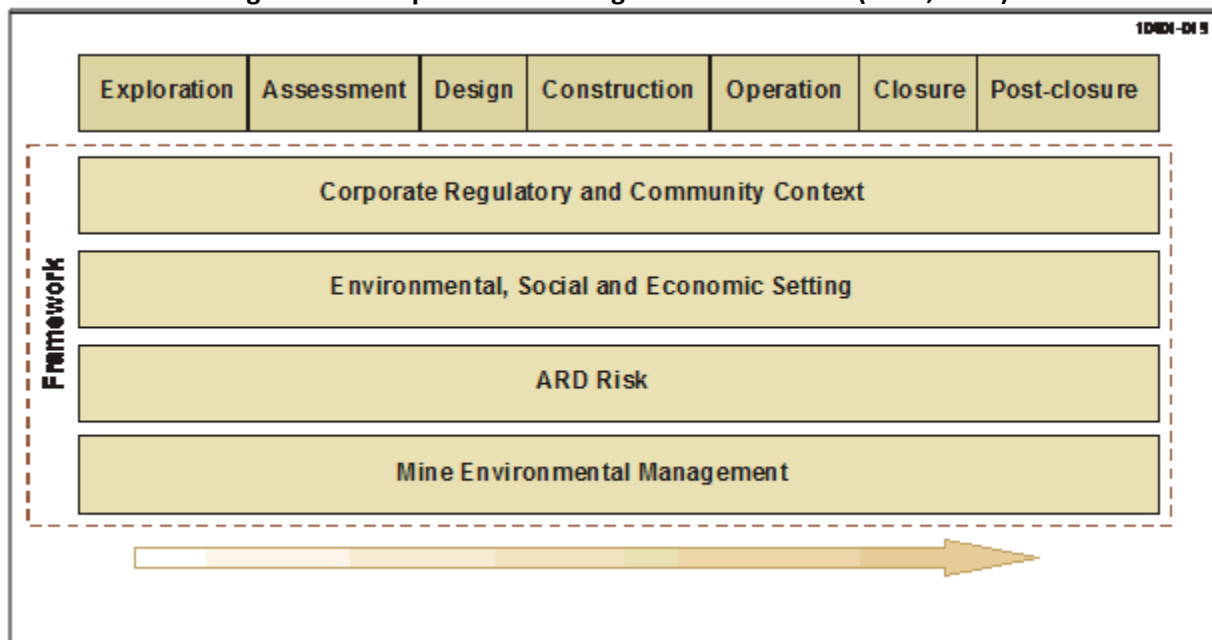 Exploration Assessment Design Construction Operation Closure Post-closure
Corporate Regulatory and Community Context
Framework
Environmental, Social and Economic Setting
ARD Risk
Mine Environmental Management